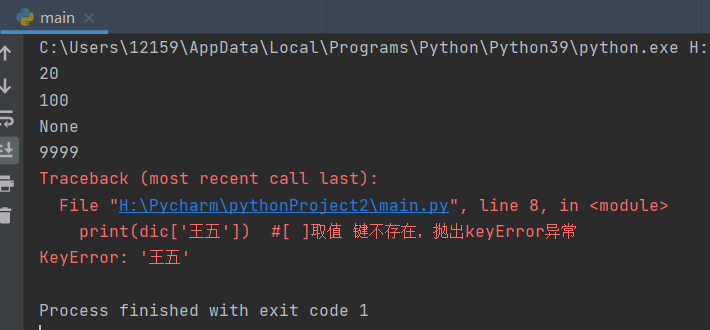 main
C:\Users\12159\AppData\Local\Programs\Python\Python39\python.exe H:
20
100
None
9999
Traceback (most recent call last):
  File "H:\Pycharm\pythonProject2\main.py", line 8, in <module>
    print(dic['王五'])  #[ ]取值 键不存在，抛出keyError异常
KeyError: '王五'
Process finished with exit code 1